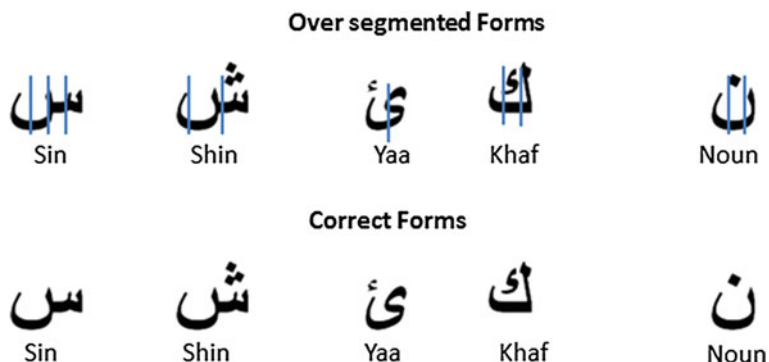 Over segmented Forms
س ش ئ ك ن
Sin Shin Yaa Khaf Noun
Correct Forms
س ش ئ ك ن
Sin Shin Yaa Khaf Noun